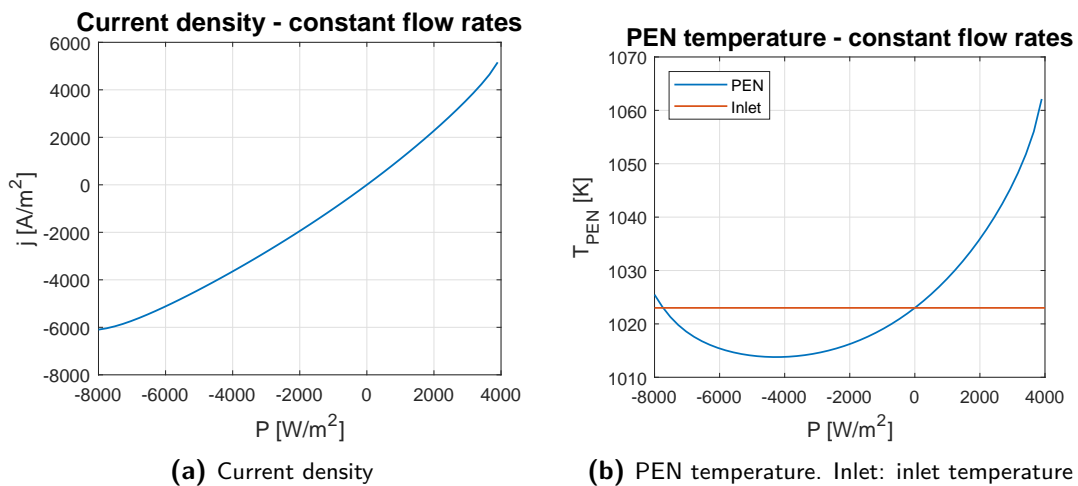 Current density - constant flow rates
6000
4000
2000
0
-2000
-4000
-6000
-8000
j [A/m2]
-8000 -6000 -4000 -2000 0 2000 4000
P [W/m2]
(a) Current density
PEN temperature - constant flow rates
1070
1060
1050
1040
1030
1020
1010
TPEN [K]
PEN
Inlet
-8000 -6000 -4000 -2000 0 2000 4000
P [W/m2]
(b) PEN temperature. Inlet: inlet temperature